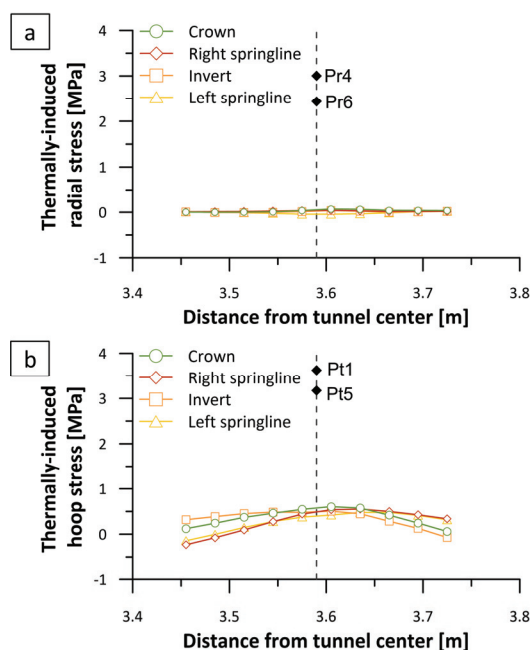 a
Crown
Right springline
Invert
Left springline
Pr4
Pr6
4
3
2
1
0
-1
Thermally-induced
radial stress [MPa]
3.4
3.5
3.6
3.7
3.8
Distance from tunnel center [m]
b
Crown
Right springline
Invert
Left springline
Pt1
Pt5
4
3
2
1
0
-1
Thermally-induced
hoop stress [MPa]
3.4
3.5
3.6
3.7
3.8
Distance from tunnel center [m]